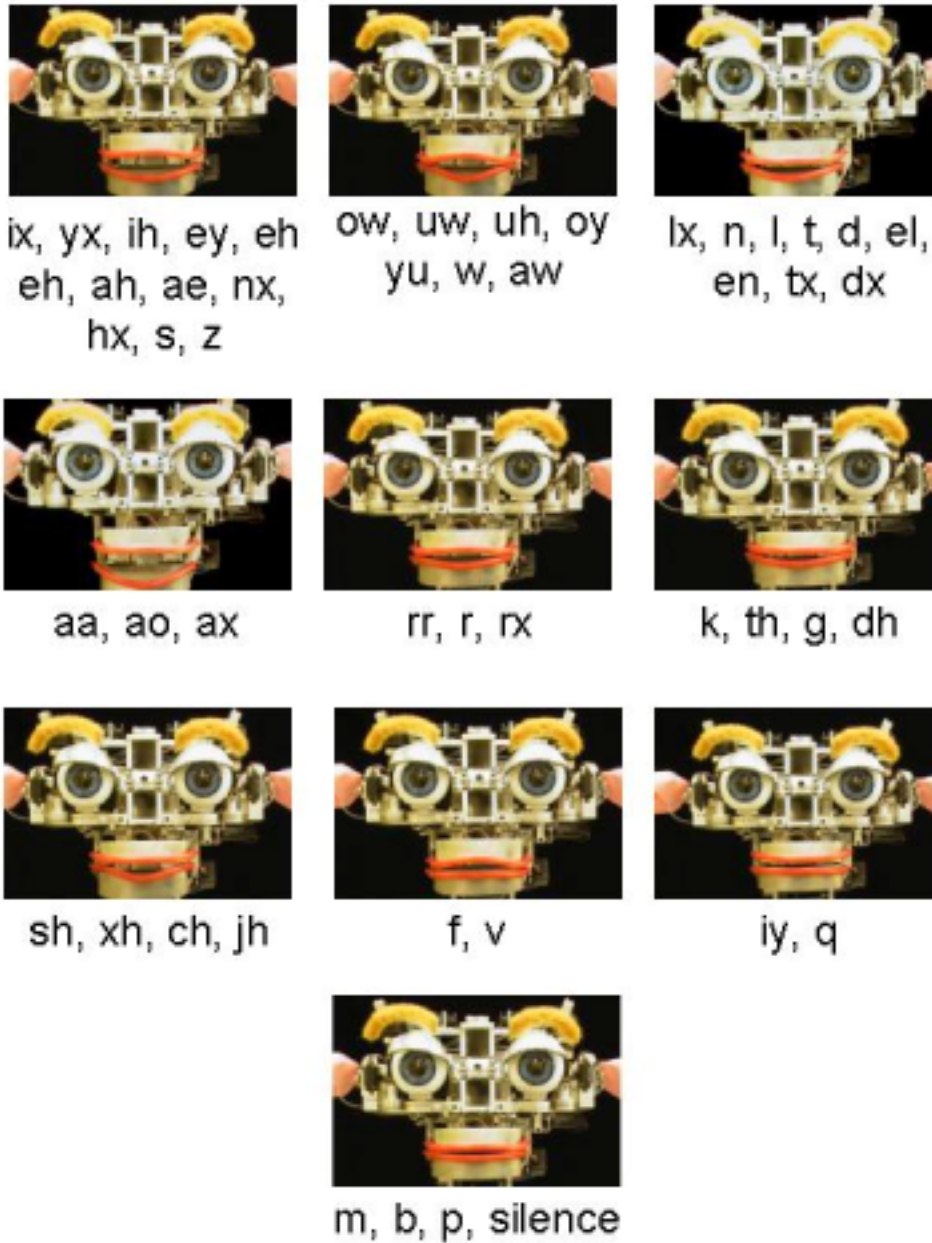 ix, yx, ih, ey, eh
eh, ah, ae, nx,
hx, s, z
ow, uw, uh, oy
yu, w, aw
lx, n, l, t, d, el,
en, tx, dx
aa, ao, ax
rr, r, rx
k, th, g, dh
sh, xh, ch, jh
f, v
iy, q
m, b, p, silence